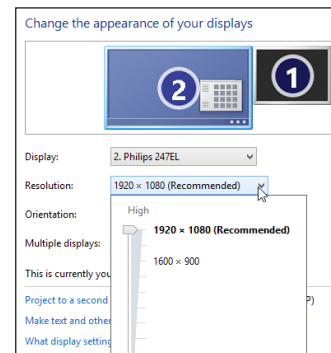 Change the appearance of your displays
2
1
Display: 2. Philips 247EL
Resolution: 1920 × 1080 (Recommended)
Orientation: High
1920 × 1080 (Recommended)
Multiple displays:
1600 × 900
This is currently you
Project to a second P)
Make text and other
What display setting